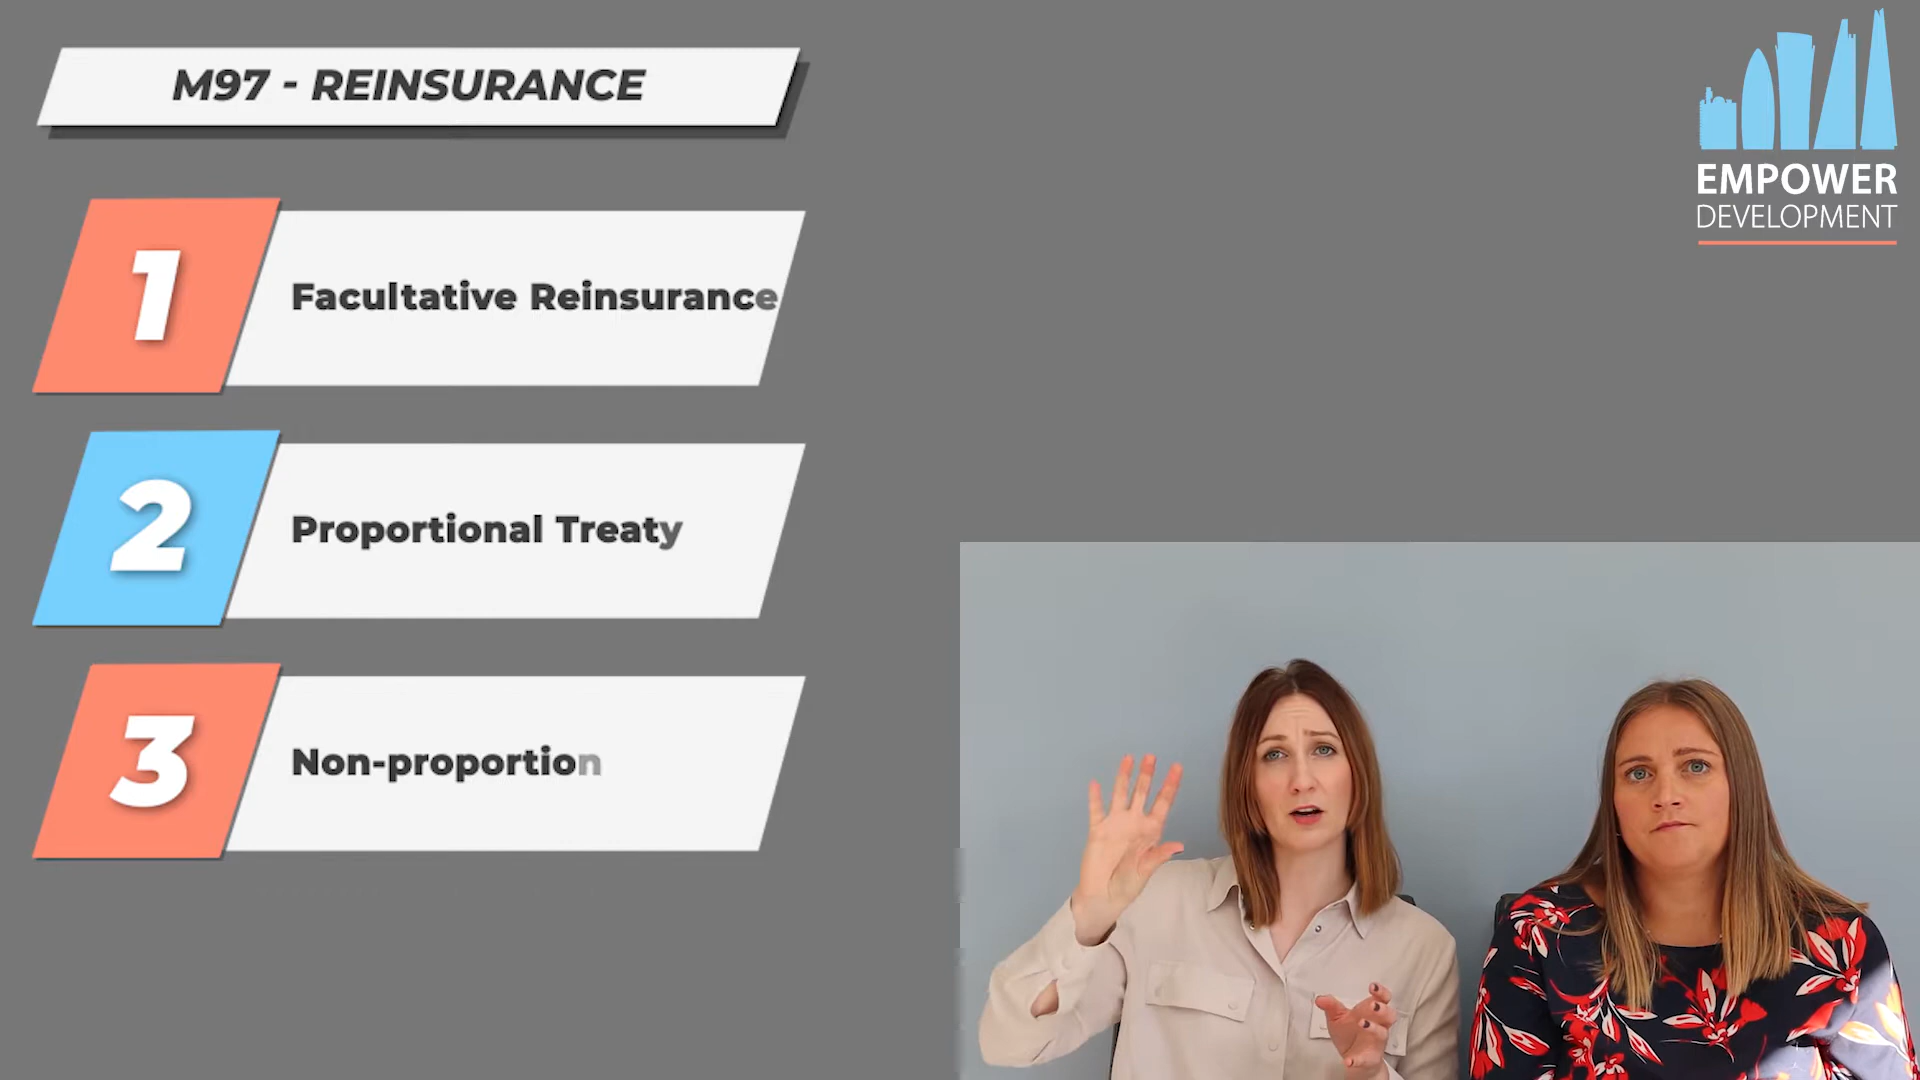 M97 - REINSURANCE
1
Facultative Reinsurance
2
Proportional Treaty
3
Non-proportion
EMPOWER
DEVELOPMENT